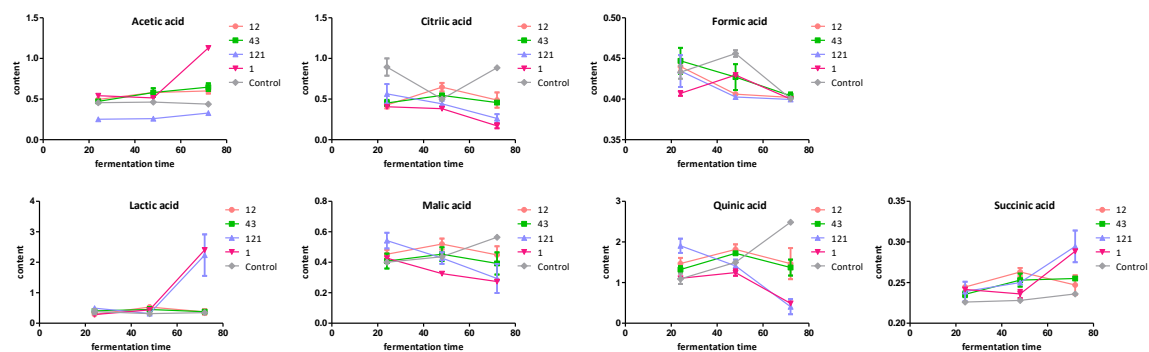 Acetic acid
1.5
1.0
0.5
0.0
0 20 40 60 80
content
fermentation time
12
43
121
1
Control
Citriic acid
1.5
1.0
0.5
0.0
0 20 40 60 80
content
fermentation time
12
43
121
1
Control
Formic acid
0.50
0.45
0.40
0.35
0 20 40 60 80
content
fermentation time
12
43
121
1
Control
Lactic acid
4
3
2
1
0
0 20 40 60 80
content
fermentation time
12
43
121
1
Control
Malic acid
0.8
0.6
0.4
0.2
0.0
0 20 40 60 80
content
fermentation time
12
43
121
1
Control
Quinic acid
3
2
1
0
0 20 40 60 80
content
fermentation time
12
43
121
1
Control
Succinic acid
0.35
0.30
0.25
0.20
0 20 40 60 80
content
fermentation time
12
43
121
1
Control